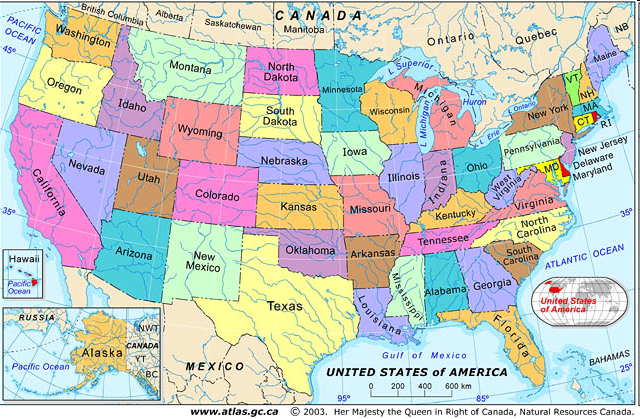 CANADA
British Columbia
Alberta
Saskatchewan
Manitoba
Ontario
Quebec
NB
PACIFIC
OCEAN
45°
45°
Washington
Oregon
Idaho
Montana
North
Dakota
South
Dakota
Minnesota
Wisconsin
Michigan
L Superior
L Michigan
L
Huron
L Erie
L Ontario
Maine
VT
NH
MA
CT
RI
New York
Pennsylvania
New Jersey
Delaware
Maryland
MD
Wyoming
Nebraska
Iowa
Illinois
Indiana
Ohio
West
Virginia
Virginia
Nevada
Utah
Colorado
Kansas
Missouri
Kentucky
California
Arizona
New
Mexico
Oklahoma
Arkansas
Tennessee
North
Carolina
South
Carolina
Texas
Louisiana
Mississippi
Alabama
Georgia
Florida
35°
35°
ATLANTIC OCEAN
Hawaii
Pacific
Ocean
United States
of America
RUSSIA
NWT
CANADA
YT
BC
Alaska
Pacific Ocean
MEXICO
Gulf of Mexico
BAHAMAS
25°
UNITED STATES of AMERICA
95°
0 200 400 600 km
85°
www.atlas.gc.ca © 2003. Her Majesty the Queen in Right of Canada, Natural Resources Canada.